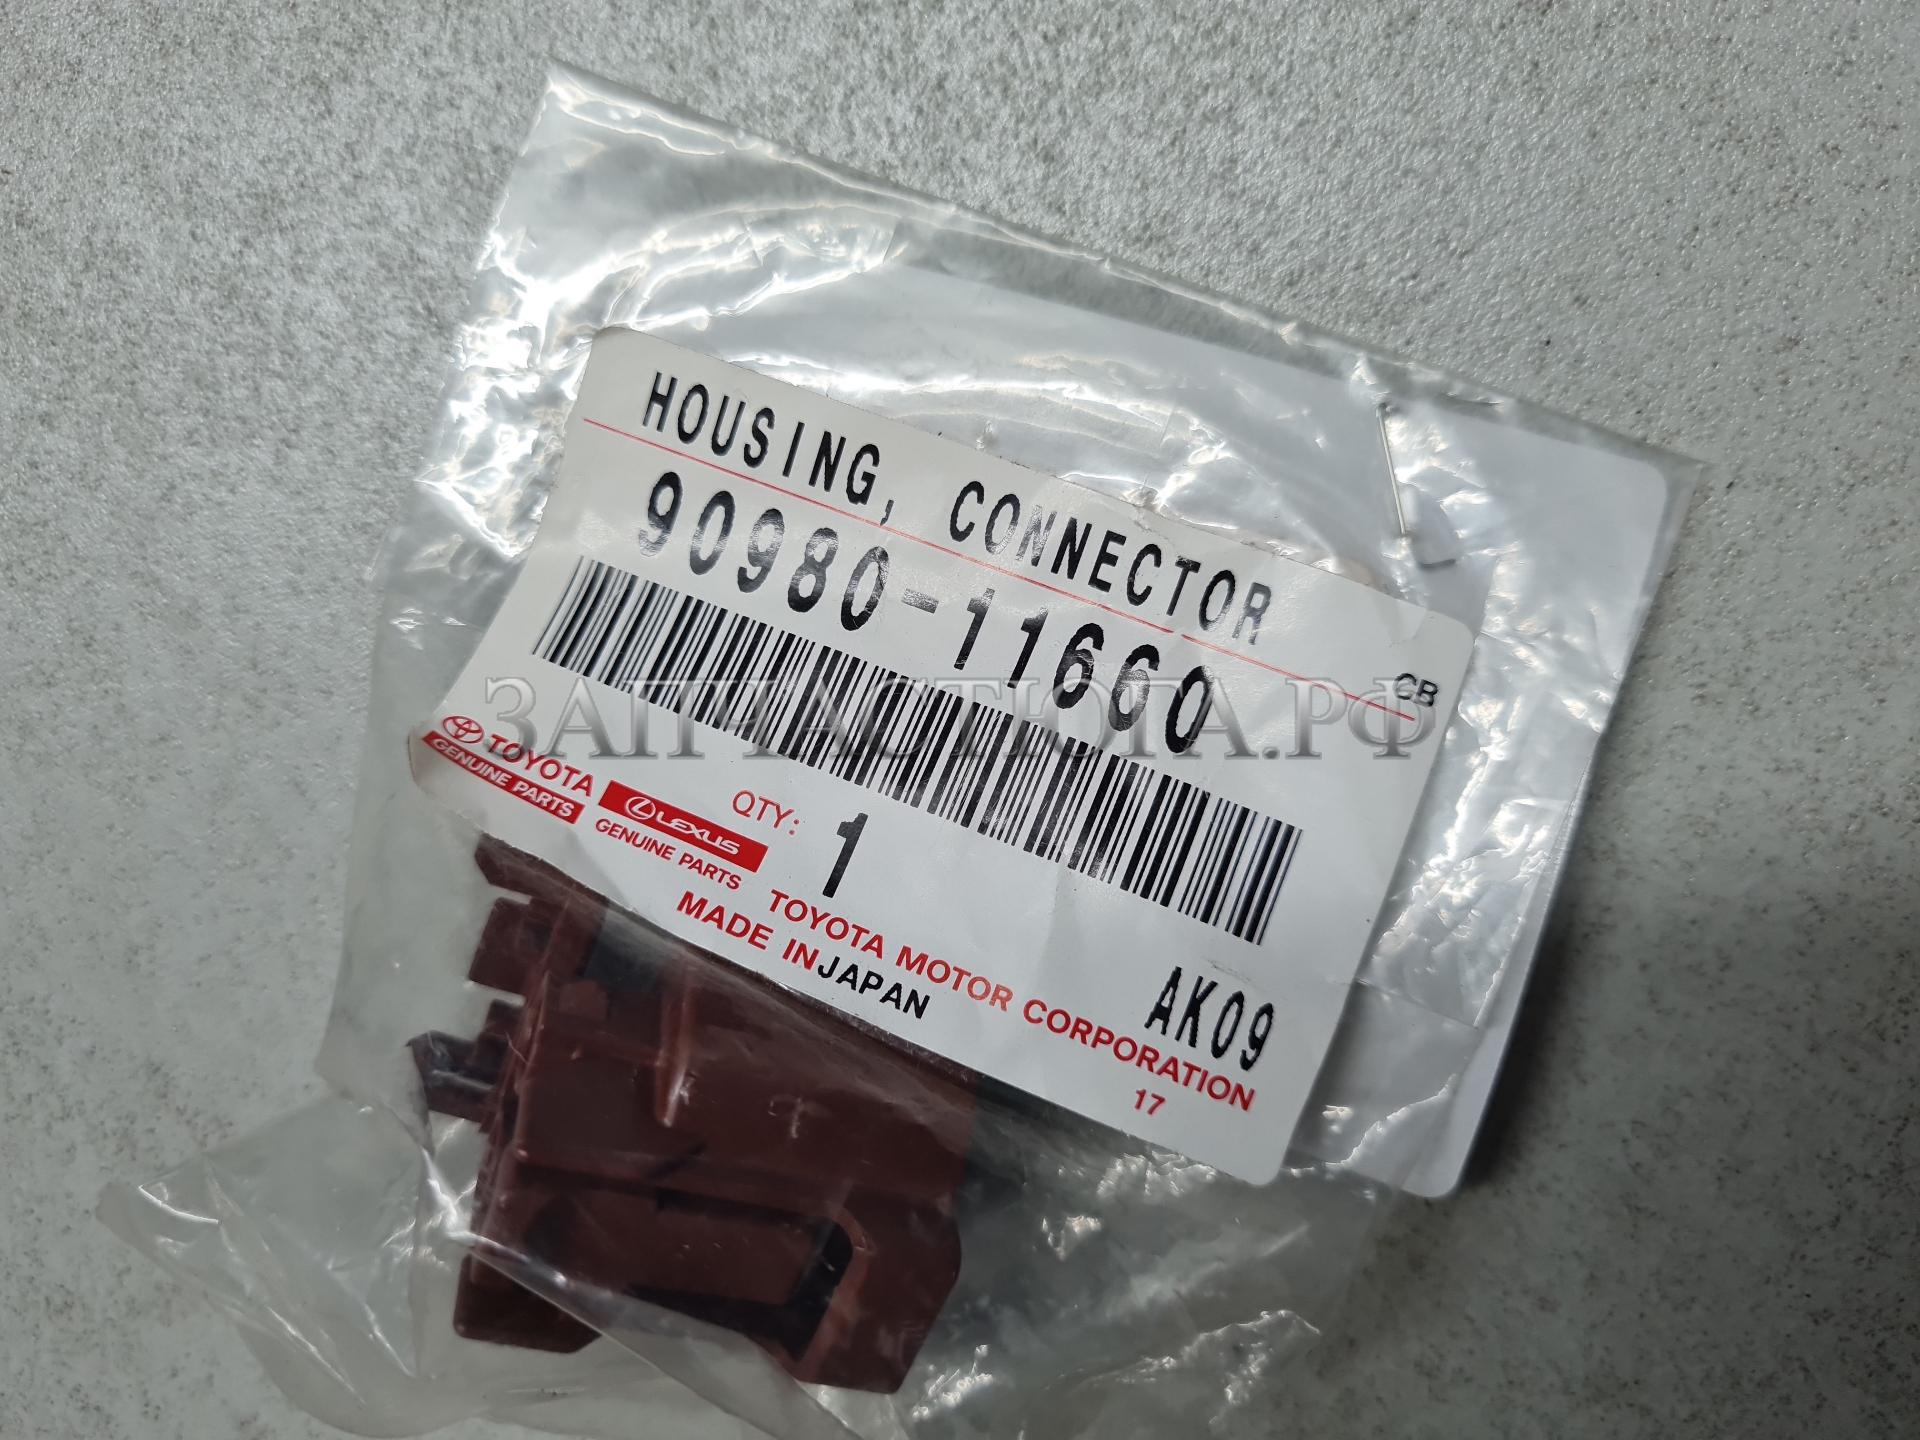 HOUSING, CONNECTOR
90980-11660
CB
ЗАПЧАСТЮГА.РФ
TOYOTA
GENUINE PARTS
LEXUS
GENUINE PARTS
QTY: 1
TOYOTA MOTOR CORPORATION
MADE IN JAPAN
AK09
17